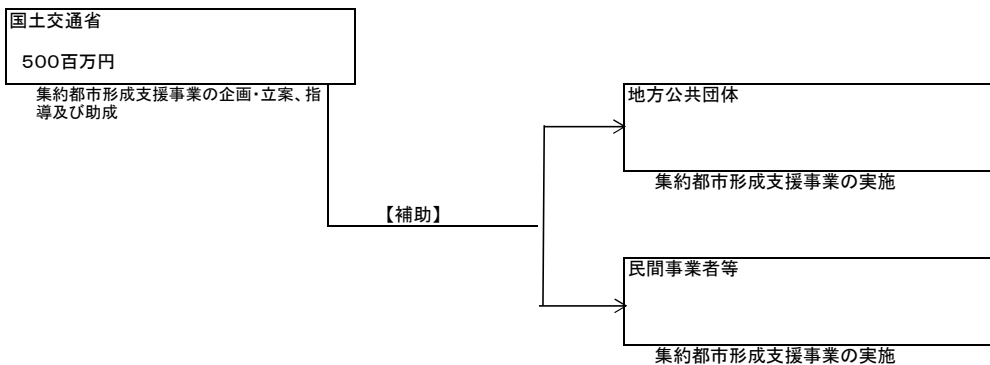 国土交通省
500百万円
集約都市形成支援事業の企画・立案、指
導及び助成
【補助】
地方公共団体
集約都市形成支援事業の実施
民間事業者等
集約都市形成支援事業の実施